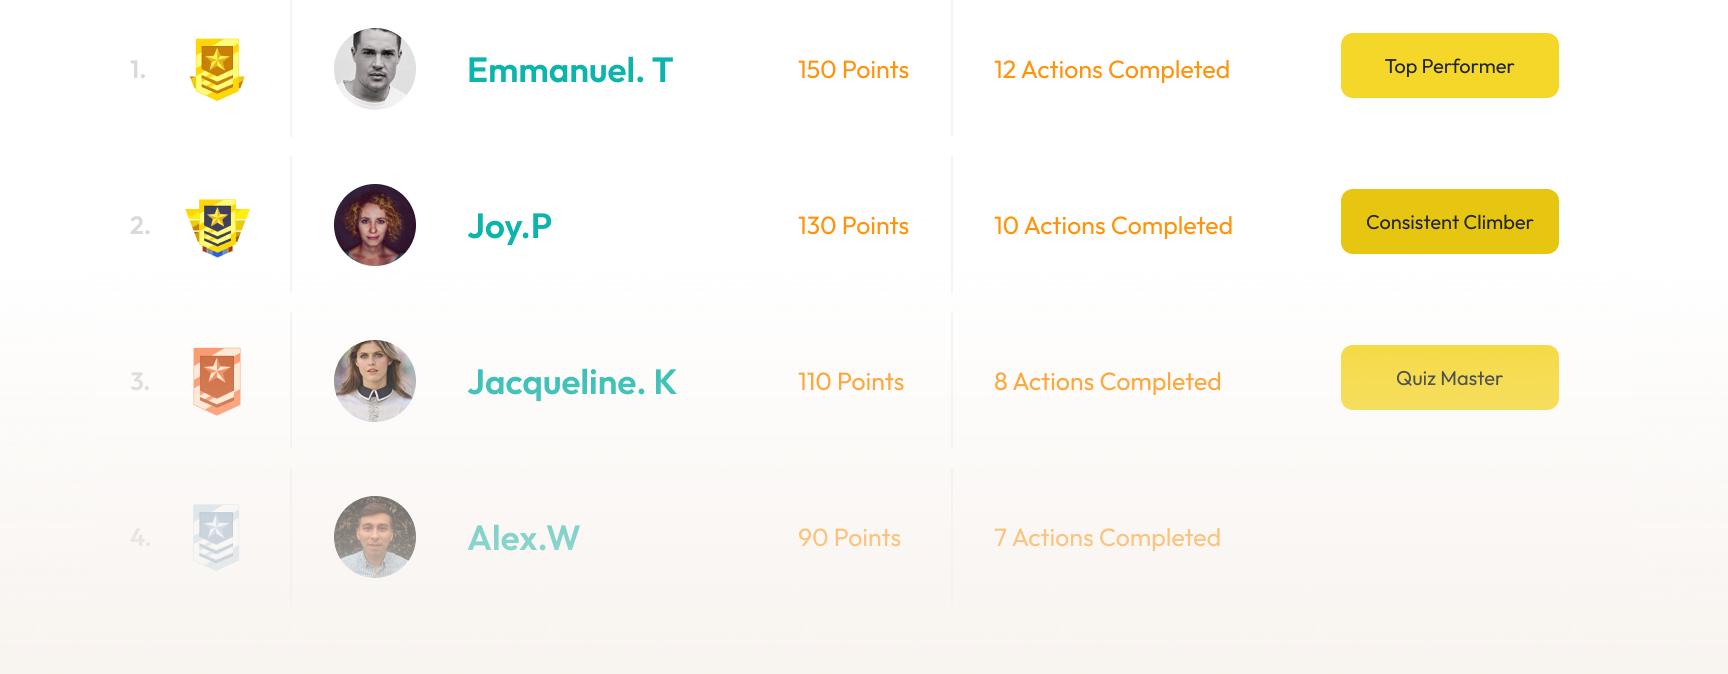 1. Emmanuel. T 150 Points 12 Actions Completed Top Performer
2. Joy.P 130 Points 10 Actions Completed Consistent Climber
3. Jacqueline. K 110 Points 8 Actions Completed Quiz Master
4. Alex.W 90 Points 7 Actions Completed